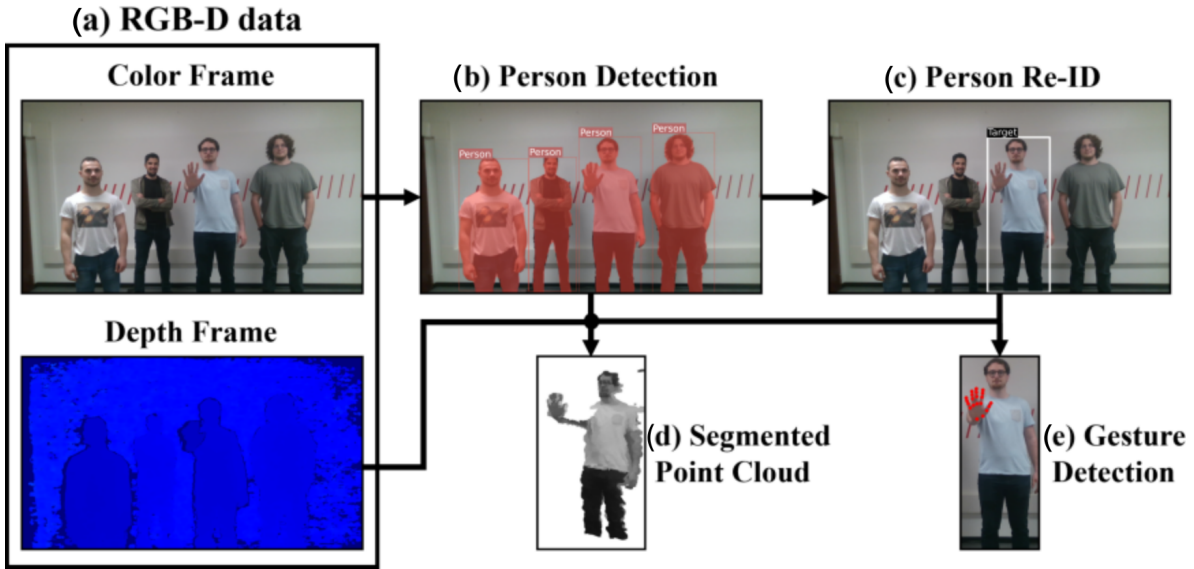 (a) RGB-D data
Color Frame
(b) Person Detection
(c) Person Re-ID
Person
Person
Person
Person
Target
Depth Frame
(d) Segmented
Point Cloud
(e) Gesture
Detection